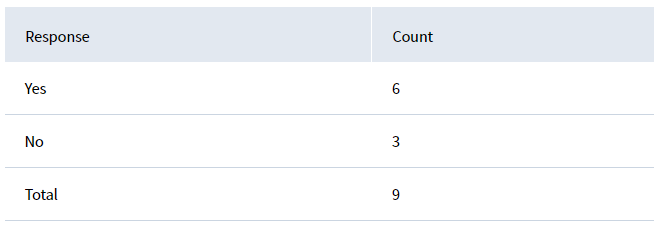 Response Count
Yes 6
No 3
Total 9